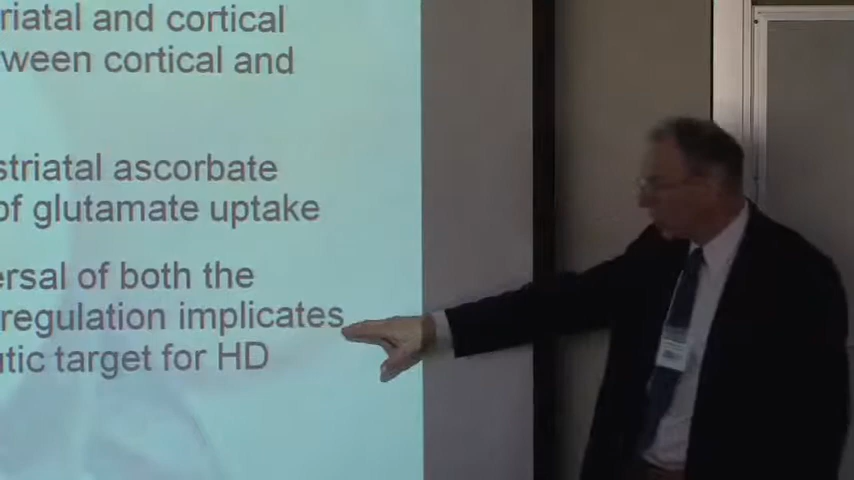 riatal and cortical
ween cortical and
striatal ascorbate
of glutamate uptake
ersal of both the
regulation implicates
utic target for HD